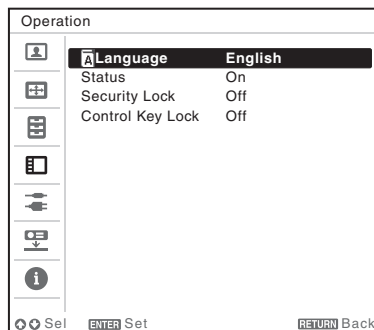 Operation
A Language English
Status On
Security Lock Off
Control Key Lock Off
i
Sel ENTER Set RETURN Back